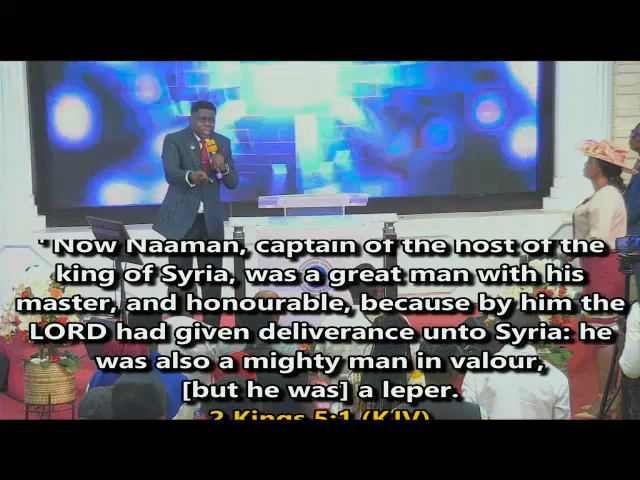 "Now Naaman, captain of the host of the
king of Syria, was a great man with his
master, and honourable, because by him the
LORD had given deliverance unto Syria: he
was also a mighty man in valour,
[but he was] a leper.
2 Kings 5:1 (KJV)